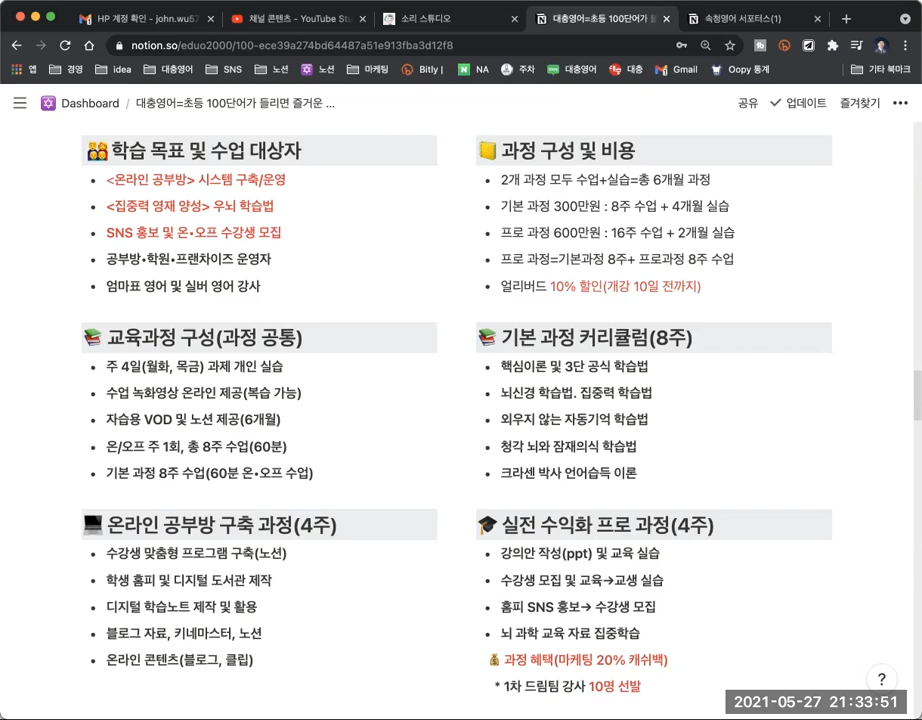 HP 계정 확인 - john.wu57
채널 콘텐츠 - YouTube Stu
소리 스튜디오
대충영어=초등 100단어가 들
속청영어 서포터스(1)
notion.so/eduo2000/100-ece39a274bd64487a51e913fba3d12f8
앱 경영 idea 대충영어 SNS 노션 노션 마케팅 Bitly | NA 주차 대충영어 대충 Gmail Oopy 통계 기타 북마크
Dashboard / 대충영어=초등 100단어가 들리면 즐거운 ... 공유 업데이트 즐겨찾기
학습 목표 및 수업 대상자
<온라인 공부방> 시스템 구축/운영
<집중력 영재 양성> 우뇌 학습법
SNS 홍보 및 온•오프 수강생 모집
공부방•학원•프랜차이즈 운영자
엄마표 영어 및 실버 영어 강사
과정 구성 및 비용
2개 과정 모두 수업+실습=총 6개월 과정
기본 과정 300만원 : 8주 수업 + 4개월 실습
프로 과정 600만원 : 16주 수업 + 2개월 실습
프로 과정=기본과정 8주+ 프로과정 8주 수업
얼리버드 10% 할인(개강 10일 전까지)
교육과정 구성(과정 공통)
주 4일(월화, 목금) 과제 개인 실습
수업 녹화영상 온라인 제공(복습 가능)
자습용 VOD 및 노션 제공(6개월)
온/오프 주 1회, 총 8주 수업(60분)
기본 과정 8주 수업(60분 온•오프 수업)
기본 과정 커리큘럼(8주)
핵심이론 및 3단 공식 학습법
뇌신경 학습법. 집중력 학습법
외우지 않는 자동기억 학습법
청각 뇌와 잠재의식 학습법
크라센 박사 언어습득 이론
온라인 공부방 구축 과정(4주)
수강생 맞춤형 프로그램 구축(노션)
학생 홈피 및 디지털 도서관 제작
디지털 학습노트 제작 및 활용
블로그 자료, 키네마스터, 노션
온라인 콘텐츠(블로그, 클립)
실전 수익화 프로 과정(4주)
강의안 작성(ppt) 및 교육 실습
수강생 모집 및 교육→교생 실습
홈피 SNS 홍보→ 수강생 모집
뇌 과학 교육 자료 집중학습
과정 혜택(마케팅 20% 캐쉬백)
* 1차 드림팀 강사 10명 선발
?
2021-05-27 21:33:51